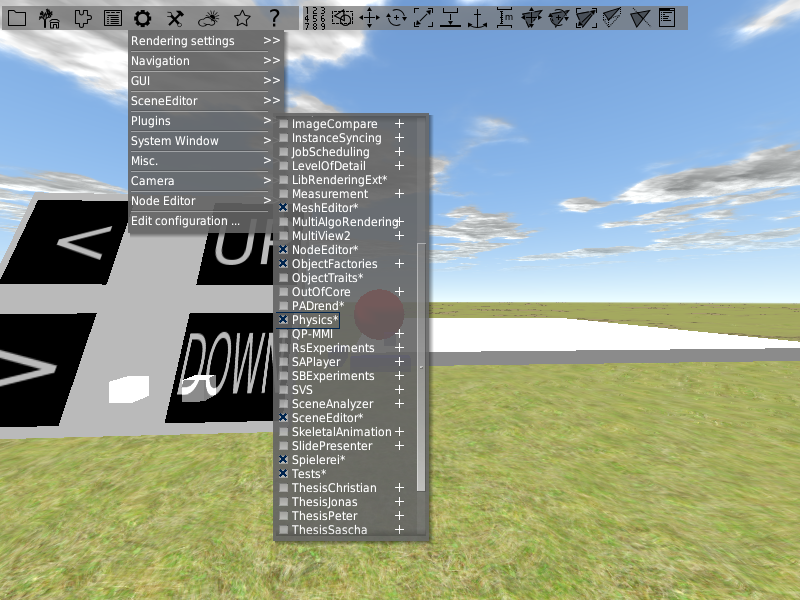 ?
1 2 3
4 5 6
7 8 9
Rendering settings >>
Navigation >>
GUI >>
SceneEditor >>
Plugins >
System Window >
Misc. >
Camera >
Node Editor >
Edit configuration ...
ImageCompare +
InstanceSyncing +
JobScheduling +
LevelOfDetail +
LibRenderingExt*
Measurement +
MeshEditor*
MultiAlgoRendering+
MultiView2 +
NodeEditor*
ObjectFactories +
ObjectTraits*
OutOfCore +
PADrend*
Physics*
QP-MMI +
RsExperiments +
SAPlayer +
SBExperiments +
SVS +
SceneAnalyzer +
SceneEditor*
SkeletalAnimation +
SlidePresenter +
Spielerei*
Tests*
ThesisChristian +
ThesisJonas +
ThesisPeter +
ThesisSascha +
< UP
> DOWN